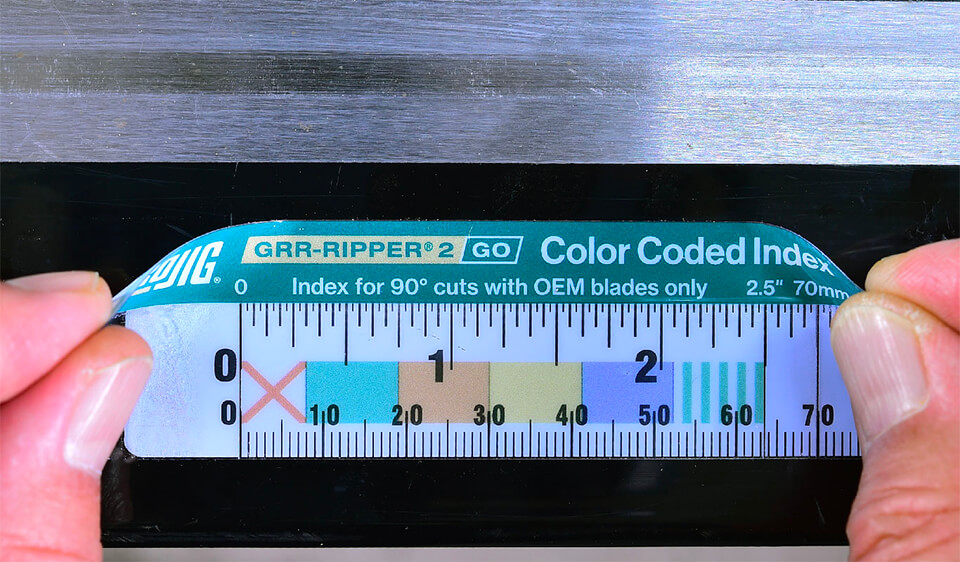 GRR-RIPPER® 2 GO Color Coded Index
0 Index for 90° cuts with OEM blades only 2.5" 70mm
0 1 2
0 10 20 30 40 50 60 70